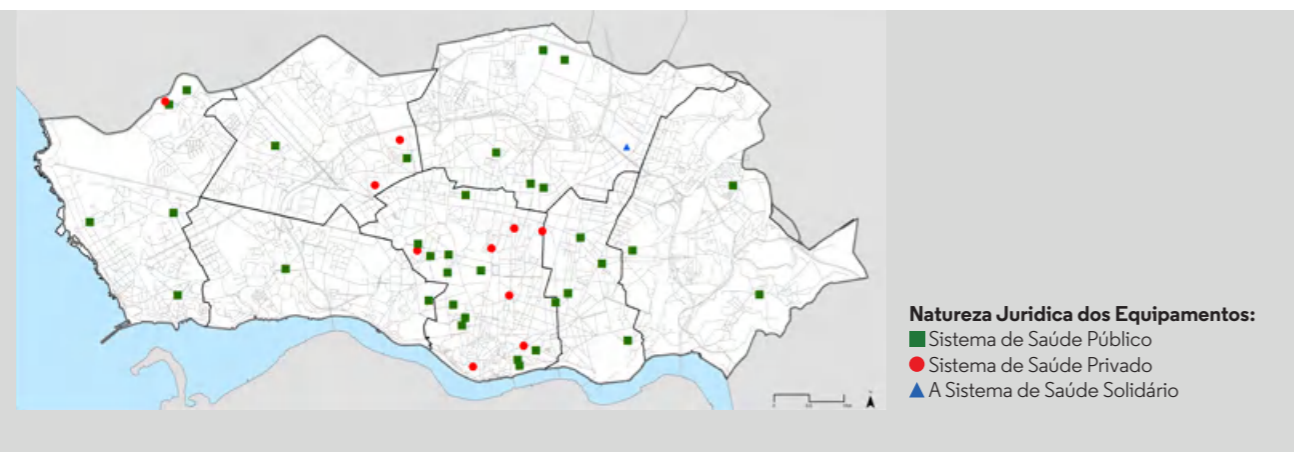 Natureza Juridica dos Equipamentos:
Sistema de Saúde Público
Sistema de Saúde Privado
A Sistema de Saúde Solidário